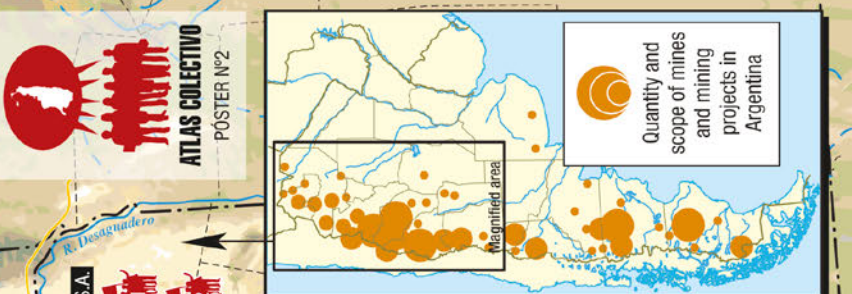 ATLAS COLECTIVO
PÓSTER Nº2
R. Desaguadero
S.A.
Magnified area
Quantity and
scope of mines
and mining
projects in
Argentina